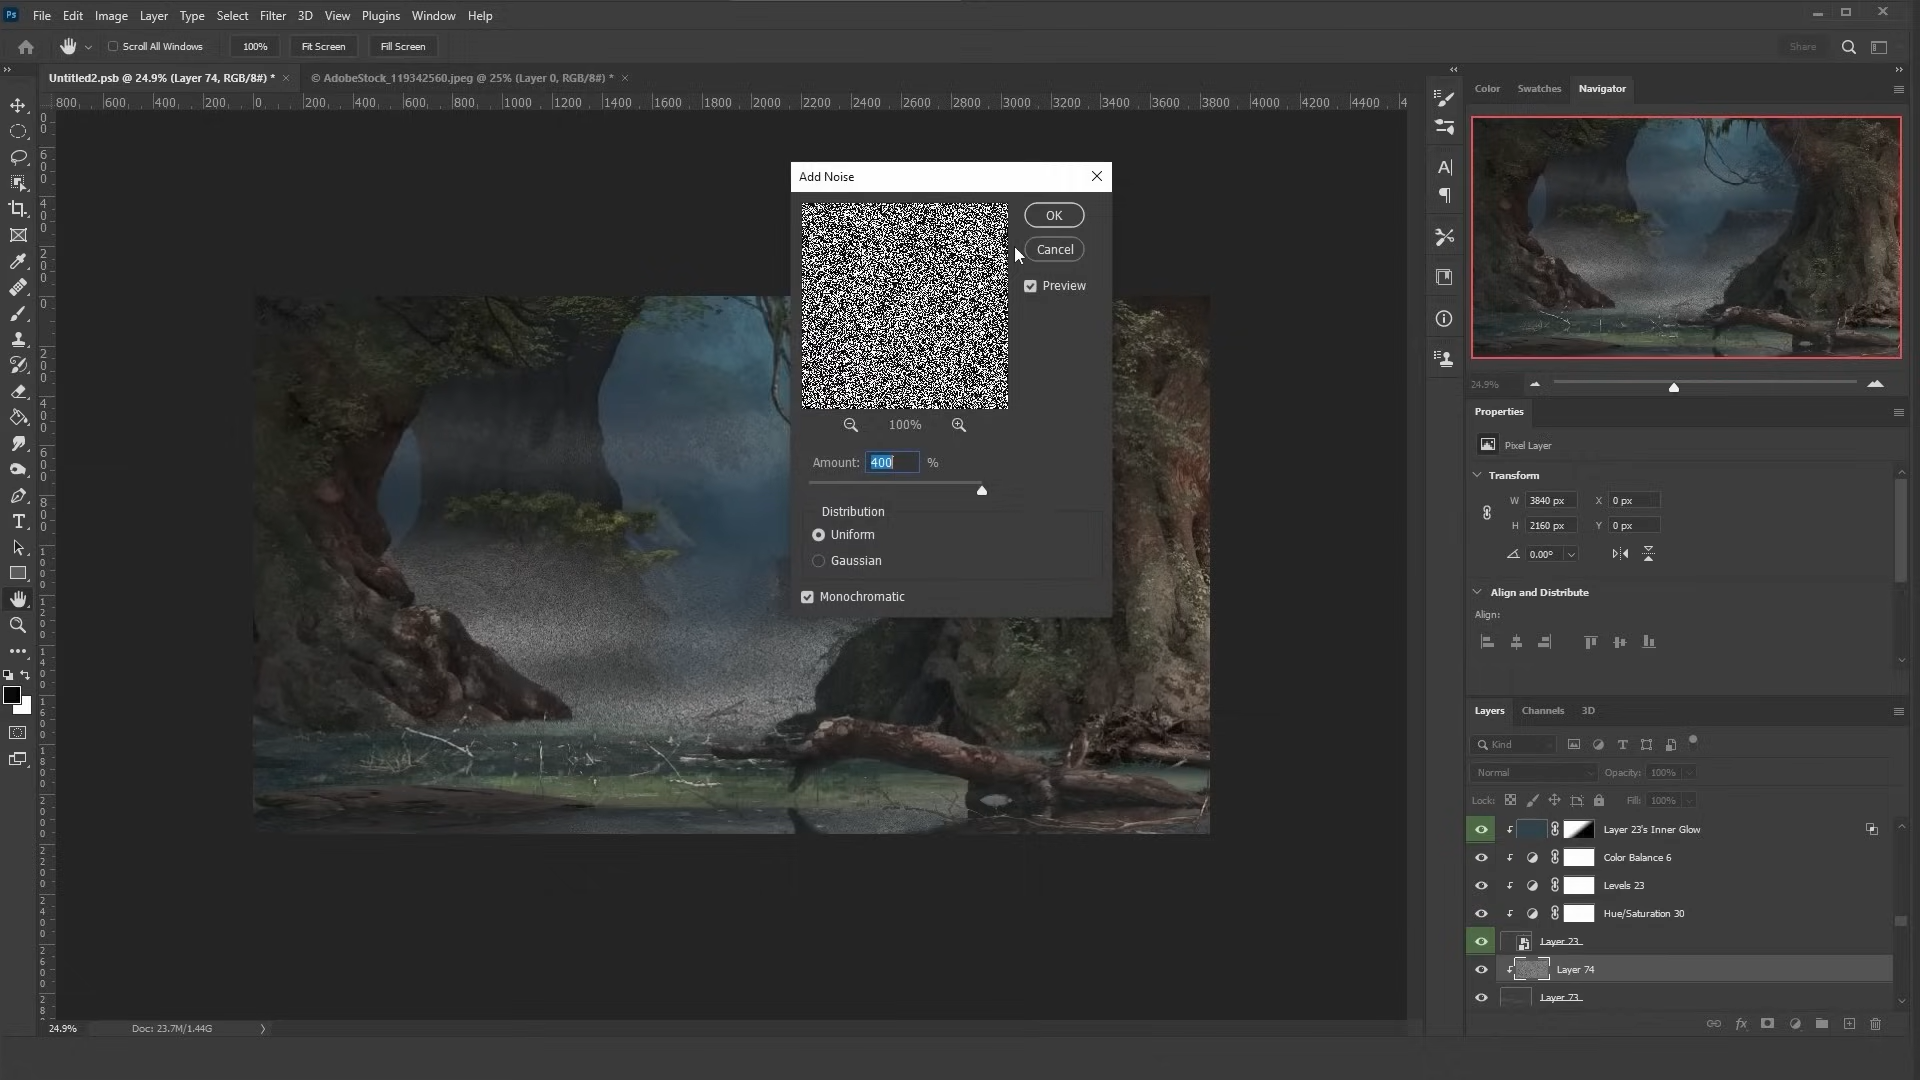 Ps File Edit Image Layer Type Select Filter 3D View Plugins Window Help
Scroll All Windows 100% Fit Screen Fill Screen Share
Untitled2.psb @ 24.9% (Layer 74, RGB/8#) * × © AdobeStock_119342560.jpeg @ 25% (Layer 0, RGB/8#) * ×
800 600 400 200 0 200 400 600 800 1000 1200 1400 1600 1800 2000 2200 2400 2600 2800 3000 3200 3400 3600 3800 4000 4200 4400 4
Color Swatches Navigator
Add Noise
OK
Cancel
Preview
100%
Amount: 400 %
Distribution
Uniform
Gaussian
Monochromatic
24.9%
Properties
Pixel Layer
Transform
W 3840 px X 0 px
H 2160 px Y 0 px
0.00°
Align and Distribute
Align:
Layers Channels 3D
Kind
Normal Opacity: 100%
Lock: Fill: 100%
Layer 23's Inner Glow
Color Balance 6
Levels 23
Hue/Saturation 30
Layer 23
Layer 74
Layer 73
fx
24.9% Doc: 23.7M/1.44G